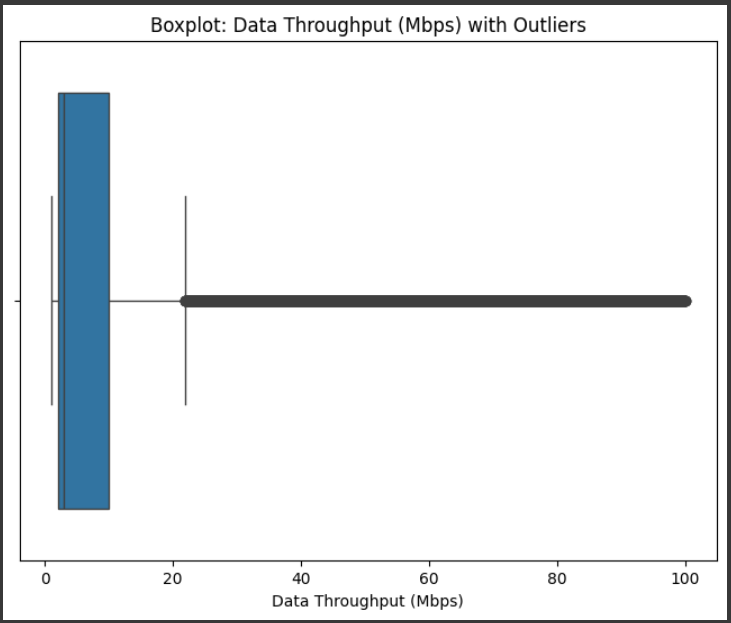 Boxplot: Data Throughput (Mbps) with Outliers
0 20 40 60 80 100
Data Throughput (Mbps)